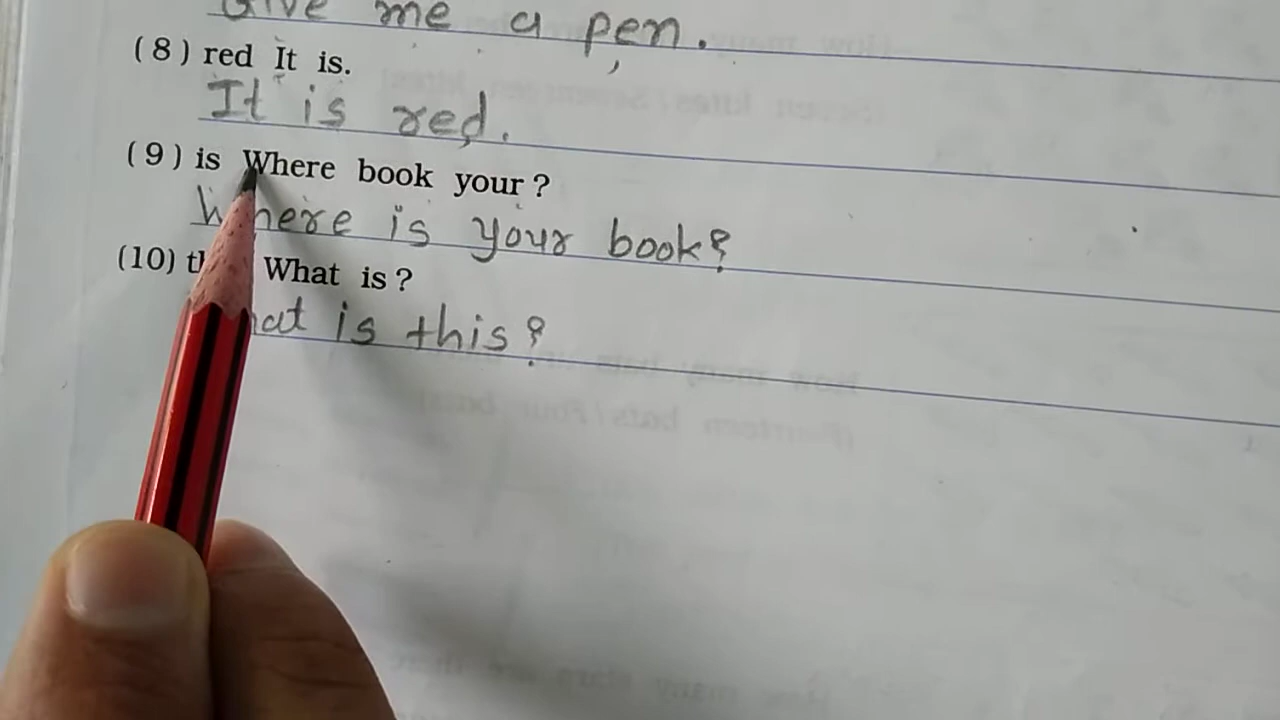 Give me a pen.
(8) red It is.
It is red.
(9) is Where book your?
Where is your book?
(10) What is?
is this?